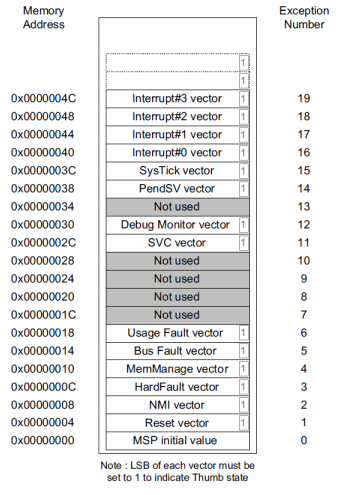 Memory Address
Exception Number
1
1
0x0000004C Interrupt#3 vector 1 19
0x00000048 Interrupt#2 vector 1 18
0x00000044 Interrupt#1 vector 1 17
0x00000040 Interrupt#0 vector 1 16
0x0000003C SysTick vector 1 15
0x00000038 PendSV vector 1 14
0x00000034 Not used 13
0x00000030 Debug Monitor vector 1 12
0x0000002C SVC vector 1 11
0x00000028 Not used 10
0x00000024 Not used 9
0x00000020 Not used 8
0x0000001C Not used 7
0x00000018 Usage Fault vector 1 6
0x00000014 Bus Fault vector 1 5
0x00000010 MemManage vector 1 4
0x0000000C HardFault vector 1 3
0x00000008 NMI vector 1 2
0x00000004 Reset vector 1 1
0x00000000 MSP initial value 0
Note : LSB of each vector must be
set to 1 to indicate Thumb state